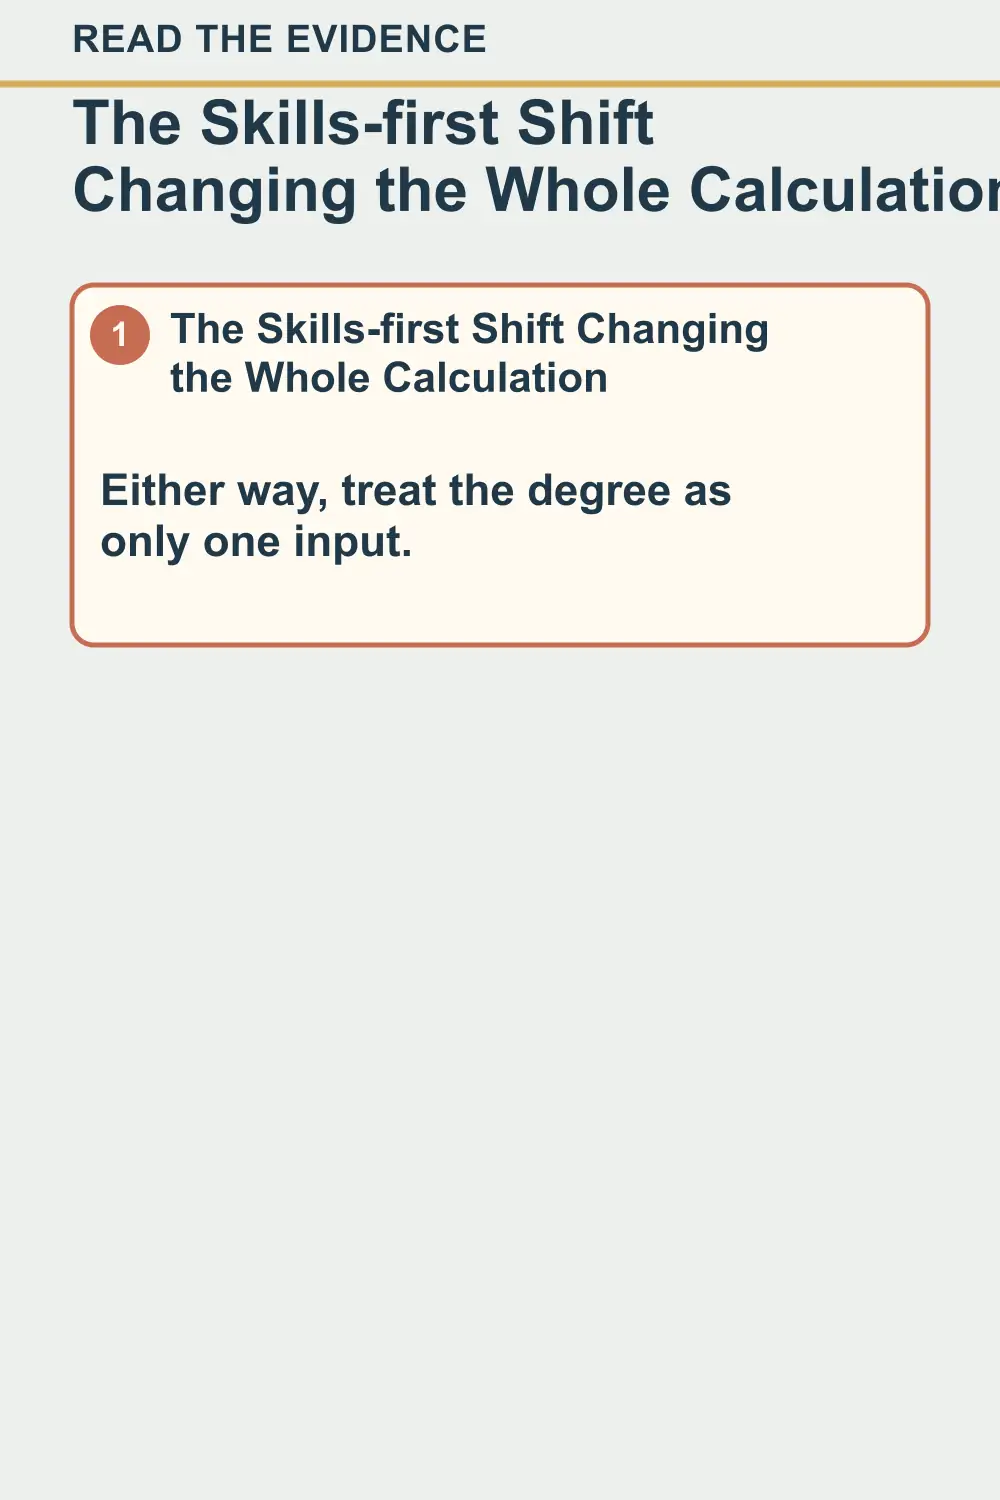 READ THE EVIDENCE
The Skills-first Shift
Changing the Whole Calculation
1
The Skills-first Shift Changing
the Whole Calculation
Either way, treat the degree as
only one input.